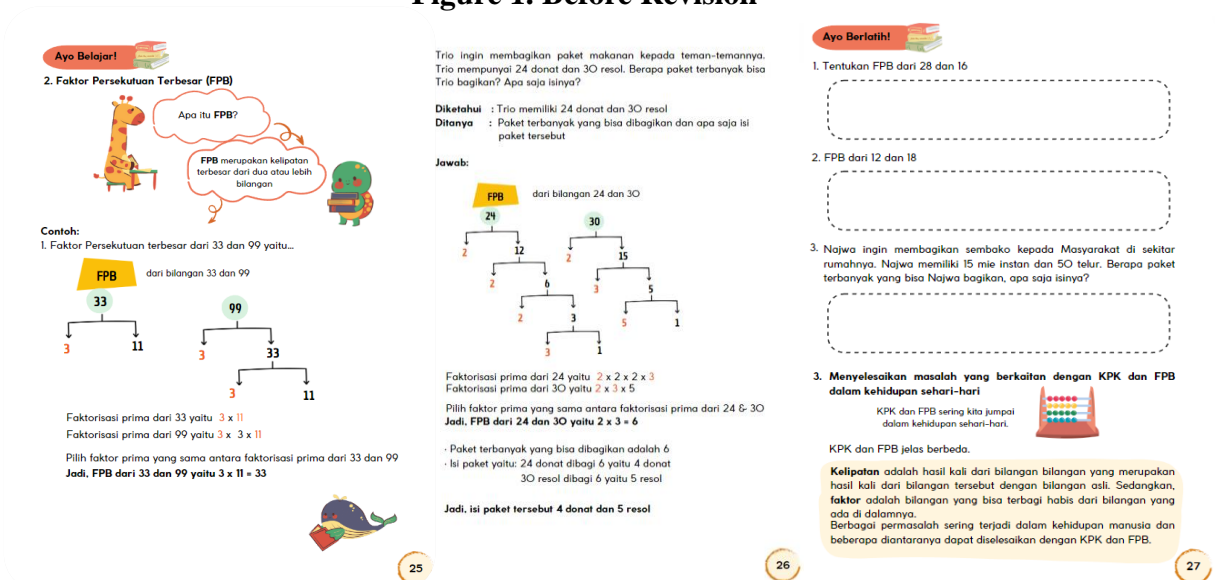 Figure 1. Before Revision
Ayo Belajar!
2. Faktor Persekutuan Terbesar (FPB)
Apa itu FPB?
FPB merupakan kelipatan
terbesar dari dua atau lebih
bilangan
Contoh:
1. Faktor Persekutuan terbesar dari 33 dan 99 yaitu...
FPB dari bilangan 33 dan 99
33 99
3 11 3 33
3 11
Faktorisasi prima dari 33 yaitu 3 x 11
Faktorisasi prima dari 99 yaitu 3 x 3 x 11
Pilih faktor prima yang sama antara faktorisasi prima dari 33 dan 99
Jadi, FPB dari 33 dan 99 yaitu 3 x 11 = 33
25
Trio ingin membagikan paket makanan kepada teman-temannya.
Trio mempunyai 24 donat dan 30 resol. Berapa paket terbanyak bisa
Trio bagikan? Apa saja isinya?
Diketahui : Trio memiliki 24 donat dan 30 resol
Ditanya : Paket terbanyak yang bisa dibagikan dan apa saja isi
paket tersebut
Jawab:
FPB dari bilangan 24 dan 30
24 30
2 12 2 15
2 6 3 5
2 3 5 1
3 1
Faktorisasi prima dari 24 yaitu 2 x 2 x 2 x 3
Faktorisasi prima dari 30 yaitu 2 x 3 x 5
Pilih faktor prima yang sama antara faktorisasi prima dari 24 & 30
Jadi, FPB dari 24 dan 30 yaitu 2 x 3 = 6
· Paket terbanyak yang bisa dibagikan adalah 6
· Isi paket yaitu: 24 donat dibagi 6 yaitu 4 donat
30 resol dibagi 6 yaitu 5 resol
Jadi, isi paket tersebut 4 donat dan 5 resol
26
Ayo Berlatih!
1. Tentukan FPB dari 28 dan 16
2. FPB dari 12 dan 18
3. Najwa ingin membagikan sembako kepada Masyarakat di sekitar
rumahnya. Najwa memiliki 15 mie instan dan 50 telur. Berapa paket
terbanyak yang bisa Najwa bagikan, apa saja isinya?
3. Menyelesaikan masalah yang berkaitan dengan KPK dan FPB
dalam kehidupan sehari-hari
KPK dan FPB sering kita jumpai
dalam kehidupan sehari-hari.
KPK dan FPB jelas berbeda.
Kelipatan adalah hasil kali dari bilangan bilangan yang merupakan
hasil kali dari bilangan tersebut dengan bilangan asli. Sedangkan,
faktor adalah bilangan yang bisa terbagi habis dari bilangan yang
ada di dalamnya.
Berbagai permasalah sering terjadi dalam kehidupan manusia dan
beberapa diantaranya dapat diselesaikan dengan KPK dan FPB.
27